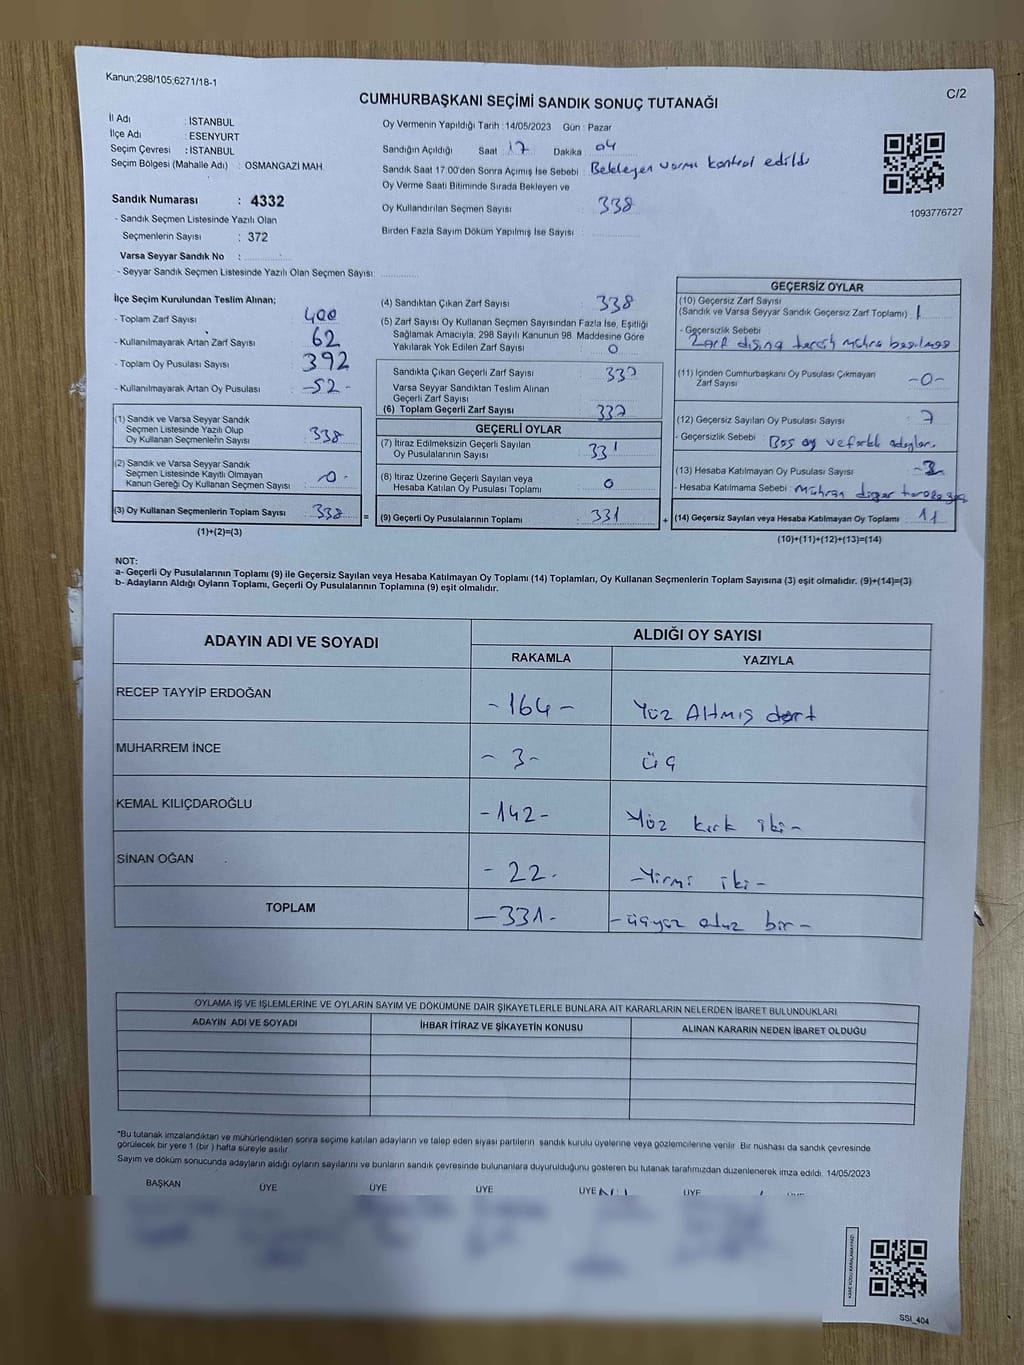 Kanun;298/105;6271/18-1
C/2
CUMHURBAŞKANI SEÇİMİ SANDIK SONUÇ TUTANAĞI
İl Adı : İSTANBUL
İlçe Adı : ESENYURT
Seçim Çevresi : İSTANBUL
Seçim Bölgesi (Mahalle Adı) : OSMANGAZİ MAH.
Sandık Numarası : 4332
- Sandık Seçmen Listesinde Yazılı Olan
Seçmenlerin Sayısı : 372
Varsa Seyyar Sandık No :
- Seyyar Sandık Seçmen Listesinde Yazılı Olan Seçmen Sayısı:
Oy Vermenin Yapıldığı Tarih : 14/05/2023 Gün : Pazar
Sandığın Açıldığı Saat : 17 Dakika : 04
Sandık Saat 17:00'den Sonra Açılmış İse Sebebi : Bekleyen varmı kontrol edildi
Oy Verme Saati Bitiminde Sırada Bekleyen ve
Oy Kullandırılan Seçmen Sayısı : 338
Birden Fazla Sayım Döküm Yapılmış İse Sayısı :
1093776727
İlçe Seçim Kurulundan Teslim Alınan;
- Toplam Zarf Sayısı : 400
- Kullanılmayarak Artan Zarf Sayısı : 62
- Toplam Oy Pusulası Sayısı : 392
- Kullanılmayarak Artan Oy Pusulası : -52-
(1) Sandık ve Varsa Seyyar Sandık
Seçmen Listesinde Yazılı Olup
Oy Kullanan Seçmenlerin Sayısı : 338
(2) Sandık ve Varsa Seyyar Sandık
Seçmen Listesinde Kayıtlı Olmayan
Kanun Gereği Oy Kullanan Seçmen Sayısı : 0-
(3) Oy Kullanan Seçmenlerin Toplam Sayısı : 338 =
(1)+(2)=(3)
(4) Sandıktan Çıkan Zarf Sayısı : 338
(5) Zarf Sayısı Oy Kullanan Seçmen Sayısından Fazla İse, Eşitliği
Sağlamak Amacıyla; 298 Sayılı Kanunun 98. Maddesine Göre
Yakılarak Yok Edilen Zarf Sayısı : 0
Sandıkta Çıkan Geçerli Zarf Sayısı : 337
Varsa Seyyar Sandıktan Teslim Alınan
Geçerli Zarf Sayısı :
(6) Toplam Geçerli Zarf Sayısı : 337
GEÇERLİ OYLAR
(7) İtiraz Edilmeksizin Geçerli Sayılan
Oy Pusulalarının Sayısı : 331
(8) İtiraz Üzerine Geçerli Sayılan veya
Hesaba Katılan Oy Pusulası Toplamı : 0
(9) Geçerli Oy Pusulalarının Toplamı : 331 +
GEÇERSİZ OYLAR
(10) Geçersiz Zarf Sayısı
(Sandık ve Varsa Seyyar Sandık Geçersiz Zarf Toplamı) : 1
- Geçersizlik Sebebi
Zarf dışına tercih mührü basılması
(11) İçinden Cumhurbaşkanı Oy Pusulası Çıkmayan
Zarf Sayısı : -0-
(12) Geçersiz Sayılan Oy Pusulası Sayısı : 7
- Geçersizlik Sebebi : Boş oy ve farklı adaylar.
(13) Hesaba Katılmayan Oy Pusulası Sayısı
- Hesaba Katılmama Sebebi : Mührün diğer tarafa
(14) Geçersiz Sayılan veya Hesaba Katılmayan Oy Toplamı : 11
(10)+(11)+(12)+(13)=(14)
NOT:
a- Geçerli Oy Pusulalarının Toplamı (9) ile Geçersiz Sayılan veya Hesaba Katılmayan Oy Toplamı (14) Toplamları, Oy Kullanan Seçmenlerin Toplam Sayısına (3) eşit olmalıdır. (9)+(14)=(3)
b- Adayların Aldığı Oyların Toplamı, Geçerli Oy Pusulalarının Toplamına (9) eşit olmalıdır.
ADAYIN ADI VE SOYADI ALDIĞI OY SAYISI
RAKAMLA YAZIYLA
RECEP TAYYİP ERDOĞAN -164- Yüz Altmış dört
MUHARREM İNCE -3- üç
KEMAL KILIÇDAROĞLU -142- Yüz kırk iki-
SİNAN OĞAN -22- -Yirmi iki-
TOPLAM -331- -üçyüz otuz bir-
OYLAMA İŞ VE İŞLEMLERİNE VE OYLARIN SAYIM VE DÖKÜMÜNE DAİR ŞİKAYETLERLE BUNLARA AİT KARARLARIN NELERDEN İBARET BULUNDUKLARI
ADAYIN ADI VE SOYADI İHBAR İTİRAZ VE ŞİKAYETİN KONUSU ALINAN KARARIN NEDEN İBARET OLDUĞU
*Bu tutanak imzalandıktan ve mühürlendikten sonra seçime katılan adayların ve talep eden siyasi partilerin sandık kurulu üyelerine veya gözlemcilerine verilir. Bir nüshası da sandık çevresinde
görülecek bir yere 1 (bir) hafta süreyle asılır.
Sayım ve döküm sonucunda adayların aldığı oyların sayılarını ve bunların sandık çevresinde bulunanlara duyurulduğunu gösteren bu tutanak tarafımızdan düzenlenerek imza edildi. 14/05/2023
BAŞKAN ÜYE ÜYE ÜYE ÜYE ÜYE ÜYE
KARE KODU KARALAMAYINIZ!
SSI_404